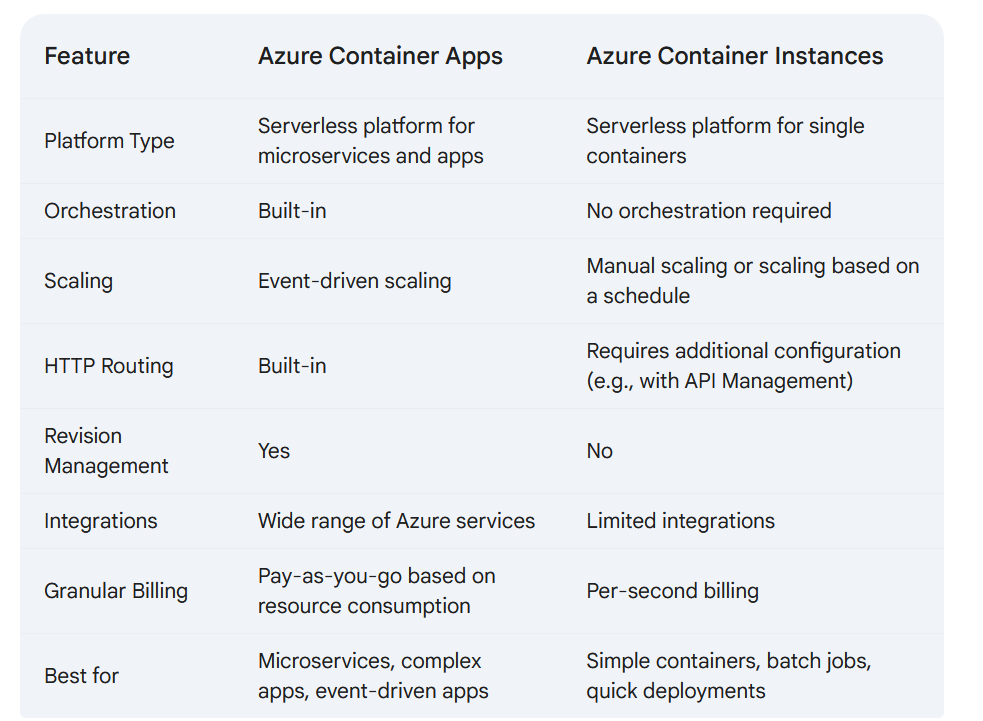 Feature Azure Container Apps Azure Container Instances
Platform Type
Serverless platform for
microservices and apps
Serverless platform for single
containers
Orchestration Built-in No orchestration required
Scaling Event-driven scaling
Manual scaling or scaling based on
a schedule
HTTP Routing Built-in
Requires additional configuration
(e.g., with API Management)
Revision
Management
Yes No
Integrations Wide range of Azure services Limited integrations
Granular Billing
Pay-as-you-go based on
resource consumption
Per-second billing
Best for
Microservices, complex
apps, event-driven apps
Simple containers, batch jobs,
quick deployments